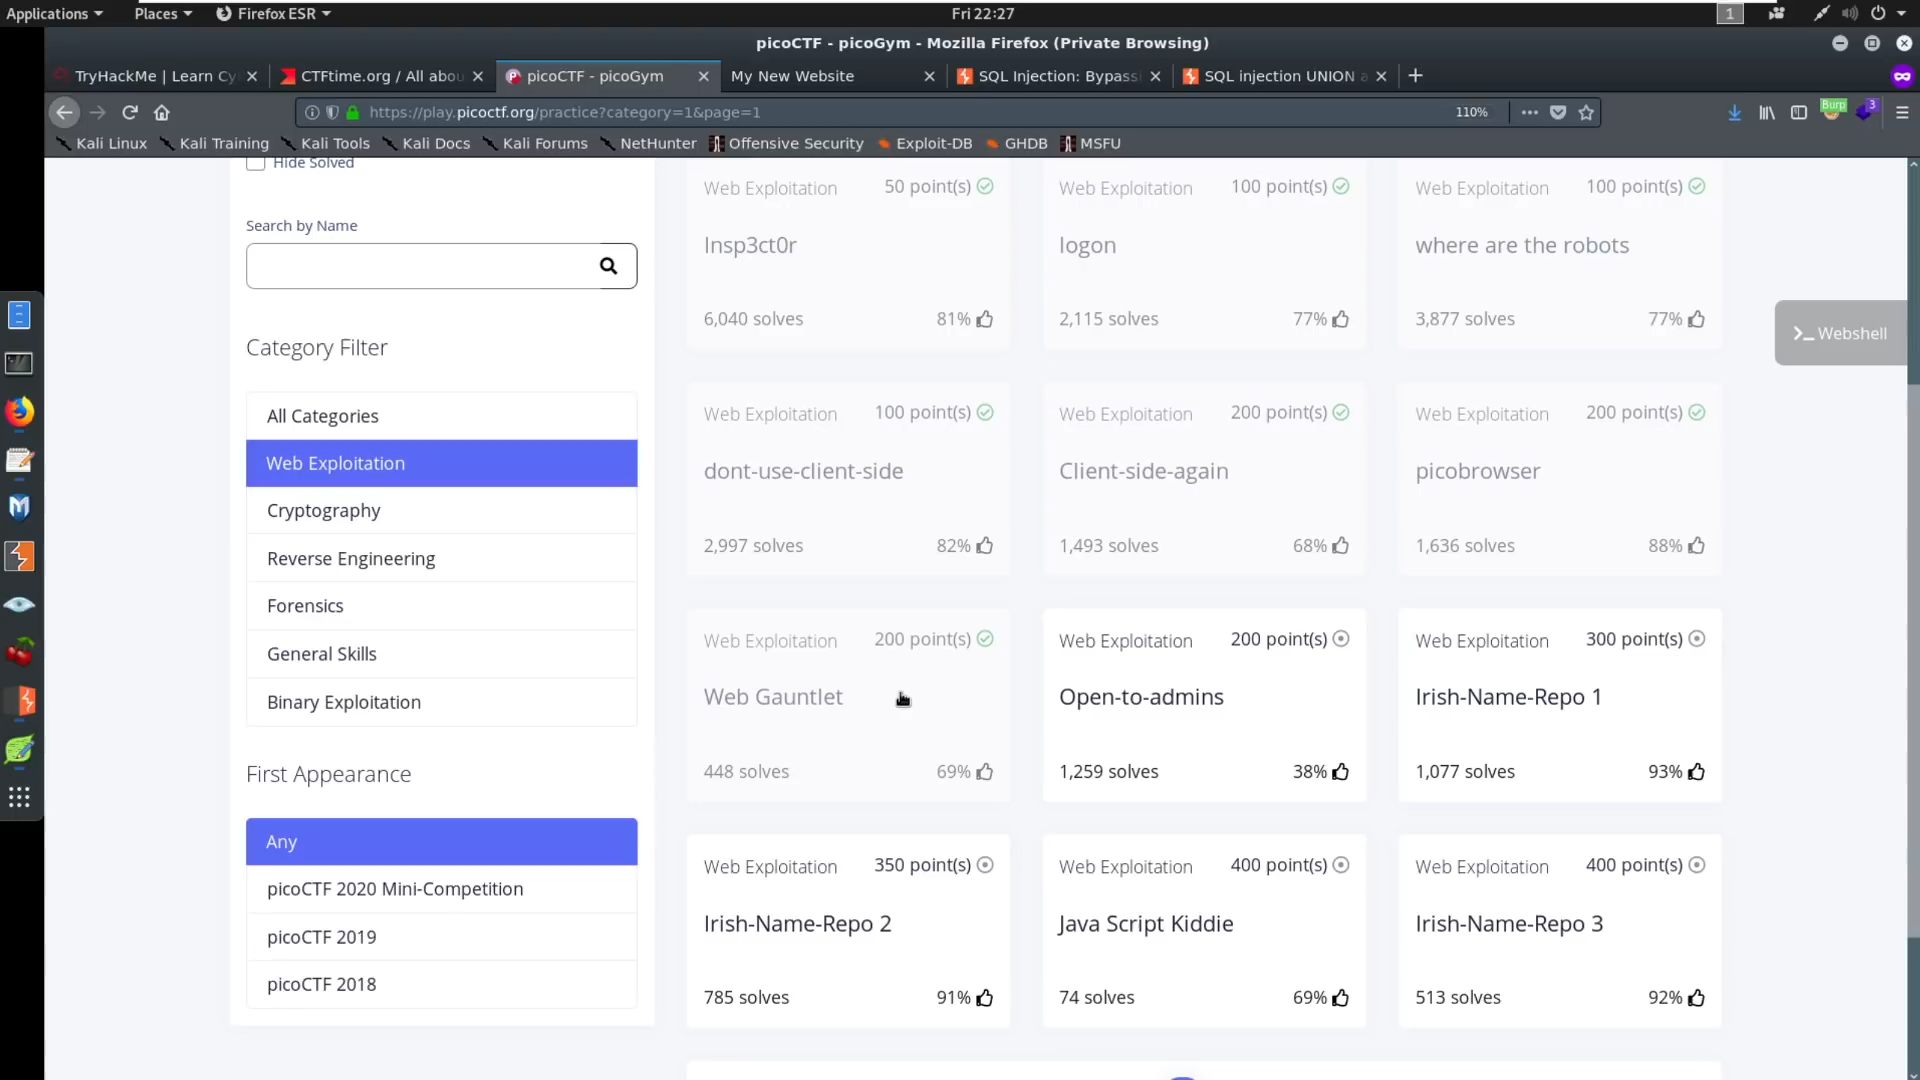 Applications Places Firefox ESR Fri 22:27 1
picoCTF - picoGym - Mozilla Firefox (Private Browsing)
TryHackMe | Learn Cy CTFtime.org / All abou picoCTF - picoGym My New Website SQL Injection: Bypass SQL injection UNION a
https://play.picoctf.org/practice?category=1&page=1 110% Burp 3
Kali Linux Kali Training Kali Tools Kali Docs Kali Forums NetHunter Offensive Security Exploit-DB GHDB MSFU
Hide Solved
Search by Name
Category Filter
All Categories
Web Exploitation
Cryptography
Reverse Engineering
Forensics
General Skills
Binary Exploitation
First Appearance
Any
picoCTF 2020 Mini-Competition
picoCTF 2019
picoCTF 2018
Web Exploitation 50 point(s)
Insp3ct0r
6,040 solves 81%
Web Exploitation 100 point(s)
logon
2,115 solves 77%
Web Exploitation 100 point(s)
where are the robots
3,877 solves 77%
Web Exploitation 100 point(s)
dont-use-client-side
2,997 solves 82%
Web Exploitation 200 point(s)
Client-side-again
1,493 solves 68%
Web Exploitation 200 point(s)
picobrowser
1,636 solves 88%
Web Exploitation 200 point(s)
Web Gauntlet
448 solves 69%
Web Exploitation 200 point(s)
Open-to-admins
1,259 solves 38%
Web Exploitation 300 point(s)
Irish-Name-Repo 1
1,077 solves 93%
Web Exploitation 350 point(s)
Irish-Name-Repo 2
785 solves 91%
Web Exploitation 400 point(s)
Java Script Kiddie
74 solves 69%
Web Exploitation 400 point(s)
Irish-Name-Repo 3
513 solves 92%
>_ Webshell